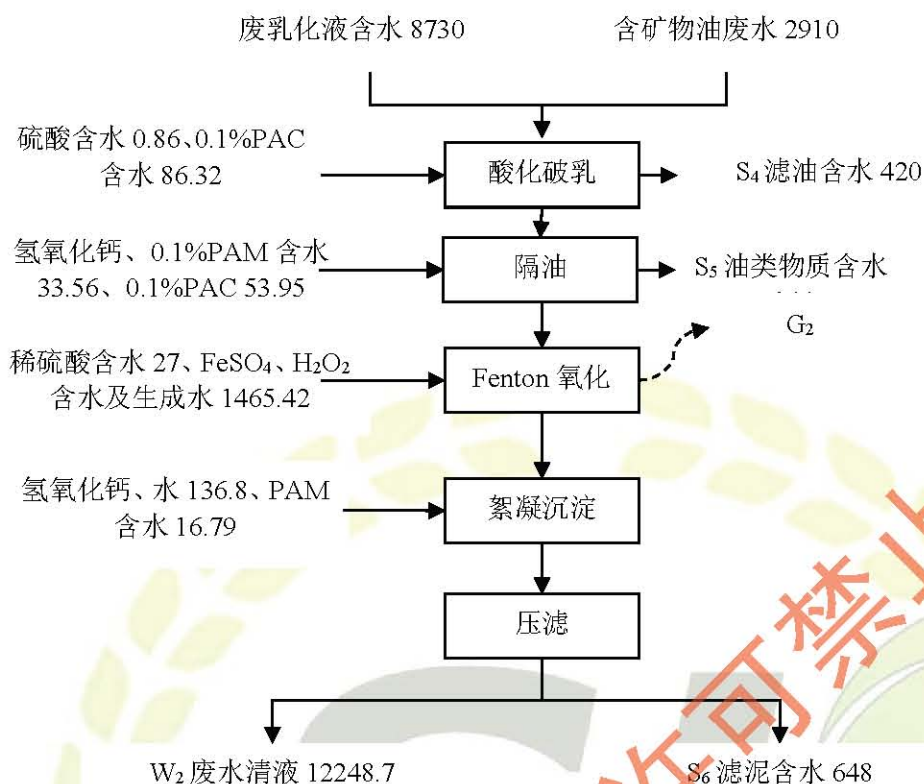 废乳化液含水 8730
含矿物油废水 2910
硫酸含水 0.86、0.1%PAC
含水 86.32
酸化破乳
S₄ 滤油含水 420
氢氧化钙、0.1%PAM 含水
33.56、0.1%PAC 53.95
隔油
S₅ 油类物质含水
G₂
稀硫酸含水 27、FeSO₄、H₂O₂
含水及生成水 1465.42
Fenton 氧化
氢氧化钙、水 136.8、PAM
含水 16.79
絮凝沉淀
压滤
W₂ 废水清液 12248.7
S₆ 滤泥含水 648
许可禁止